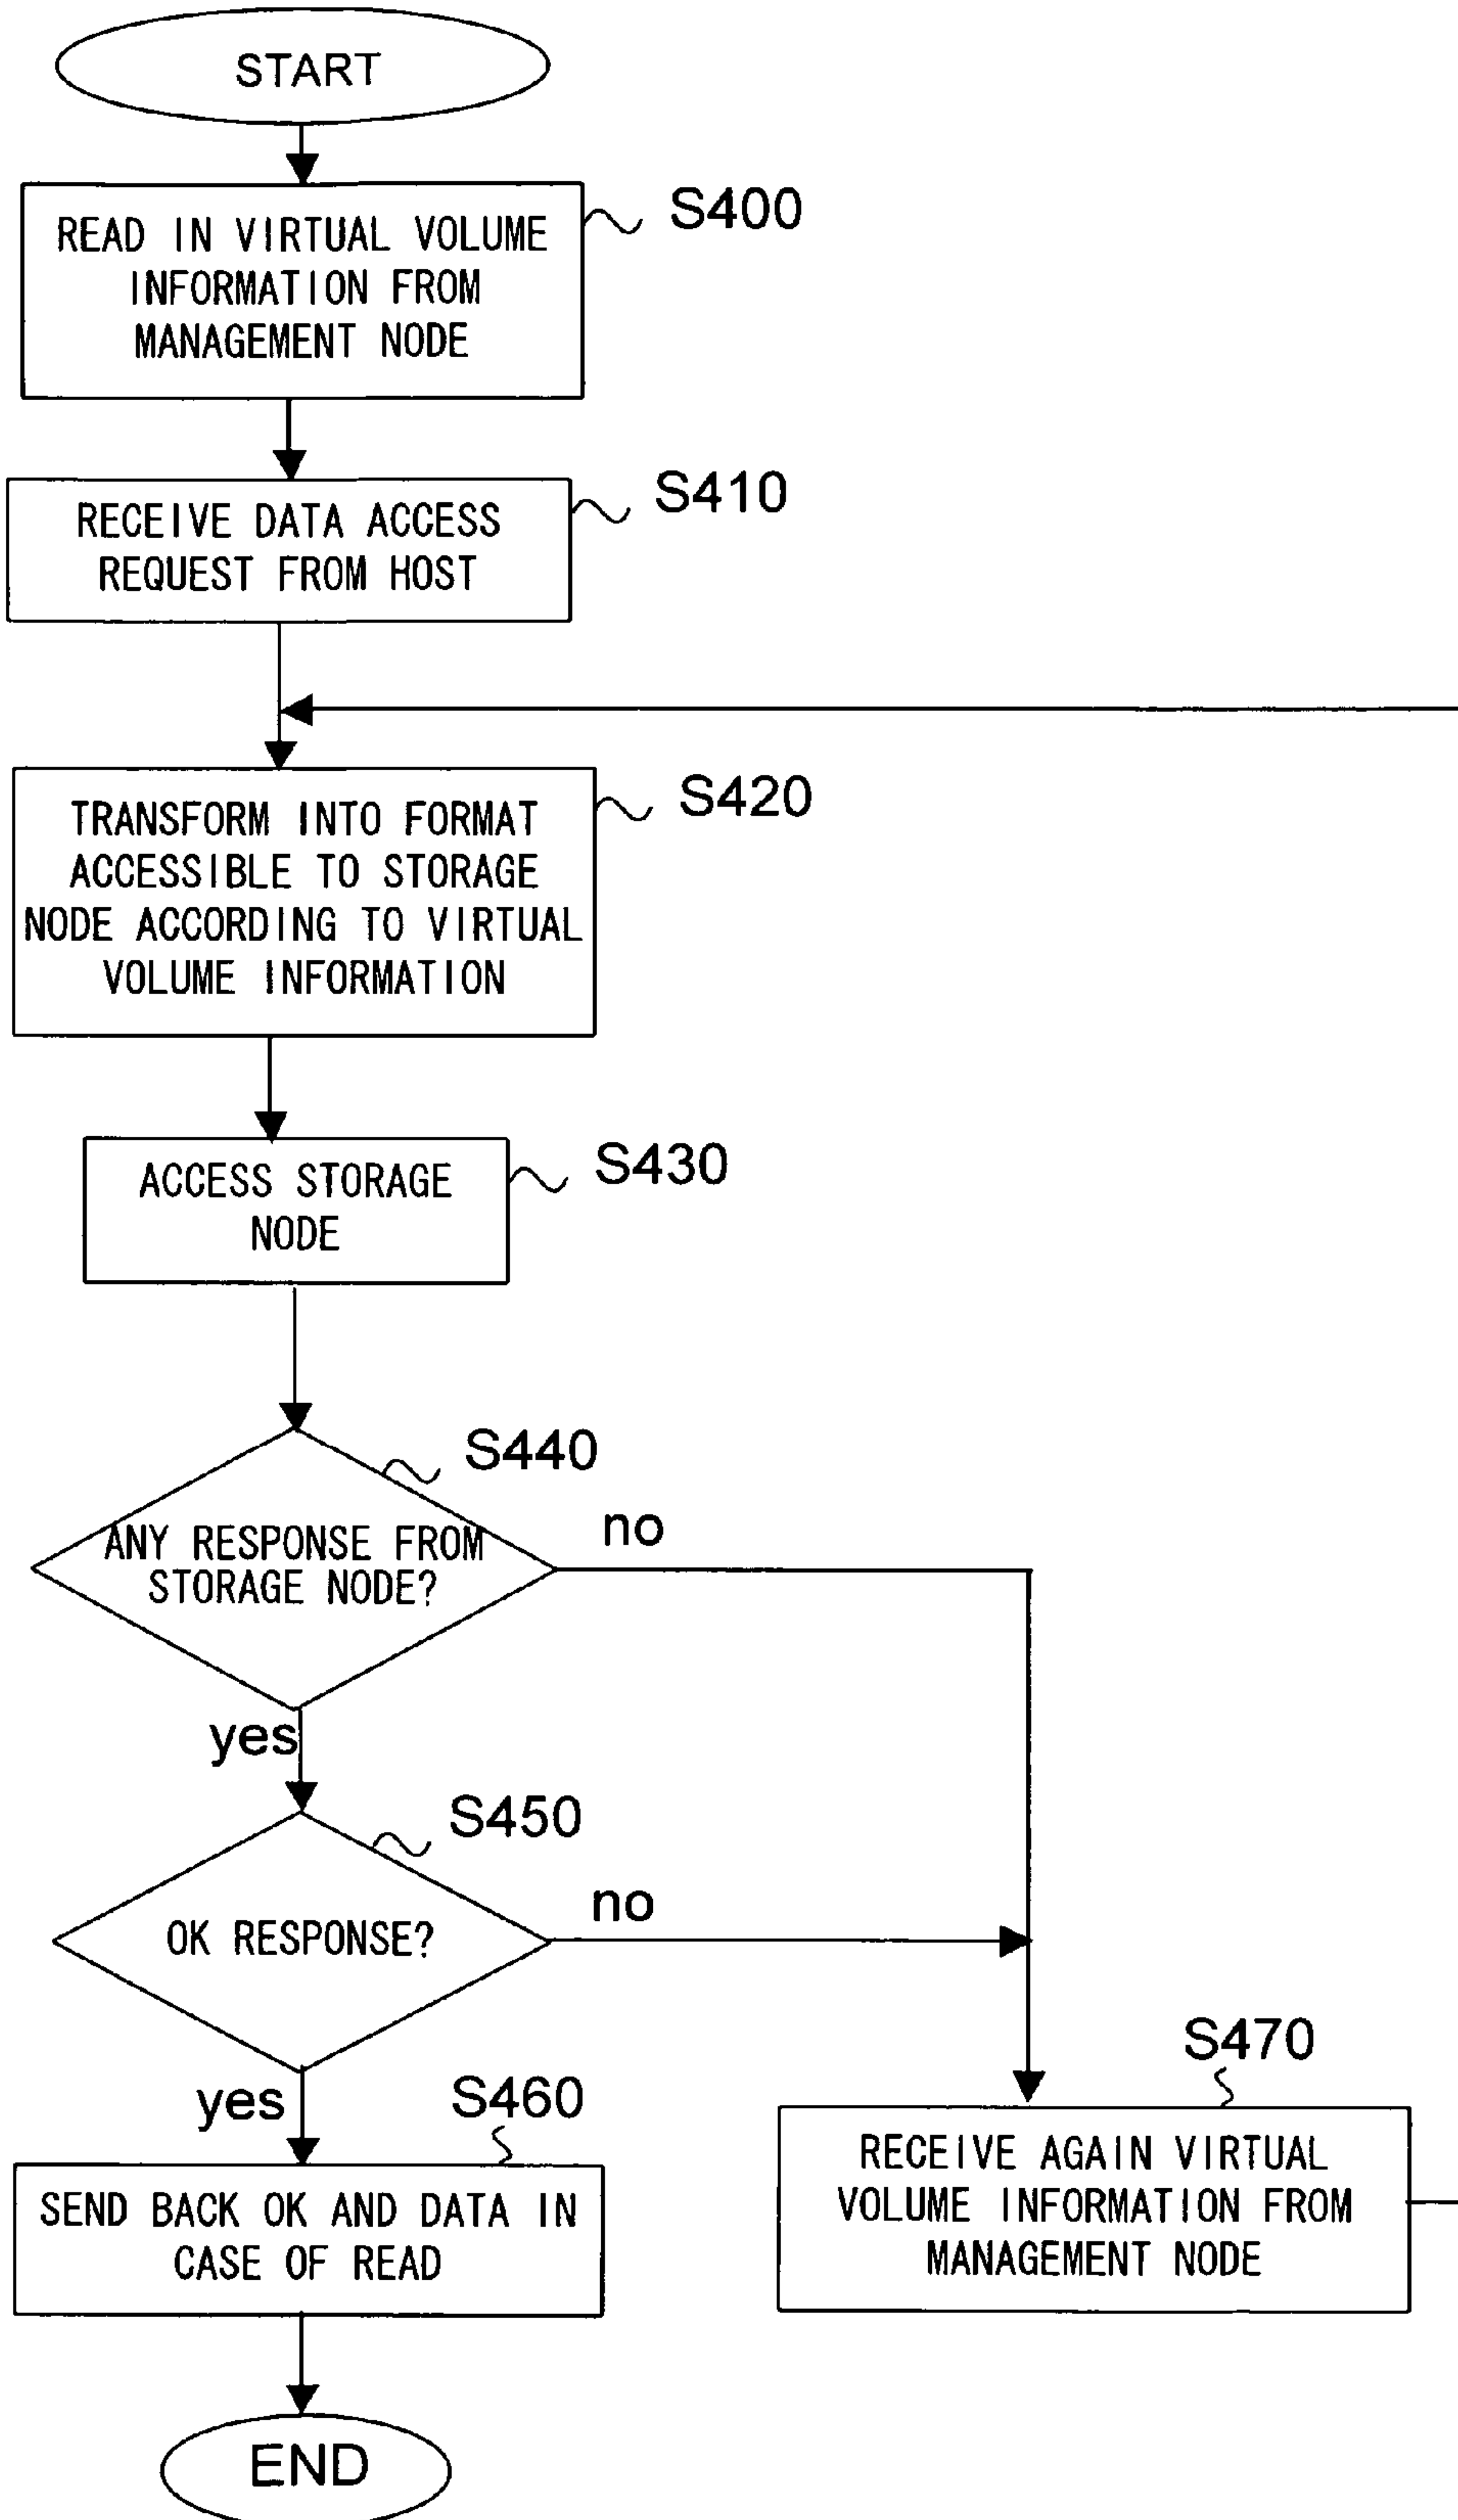 START
READ IN VIRTUAL VOLUME
INFORMATION FROM
MANAGEMENT NODE
S400
RECEIVE DATA ACCESS
REQUEST FROM HOST
S410
TRANSFORM INTO FORMAT
ACCESSIBLE TO STORAGE
NODE ACCORDING TO VIRTUAL
VOLUME INFORMATION
S420
ACCESS STORAGE
NODE
S430
S440
ANY RESPONSE FROM
STORAGE NODE?
no
yes
S450
OK RESPONSE?
no
yes
S460
SEND BACK OK AND DATA IN
CASE OF READ
S470
RECEIVE AGAIN VIRTUAL
VOLUME INFORMATION FROM
MANAGEMENT NODE
END